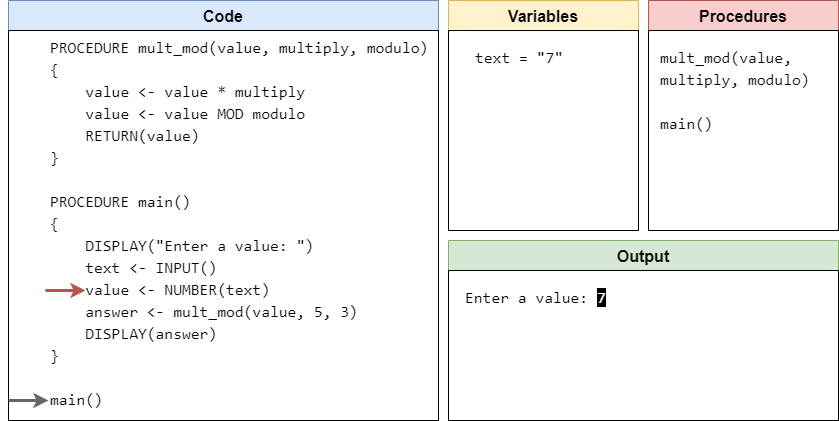 Code
PROCEDURE mult_mod(value, multiply, modulo)
{
value <- value * multiply
value <- value MOD modulo
RETURN(value)
}
PROCEDURE main()
{
DISPLAY("Enter a value: ")
text <- INPUT()
value <- NUMBER(text)
answer <- mult_mod(value, 5, 3)
DISPLAY(answer)
}
main()
Variables
text = "7"
Procedures
mult_mod(value,
multiply, modulo)
main()
Output
Enter a value: 7